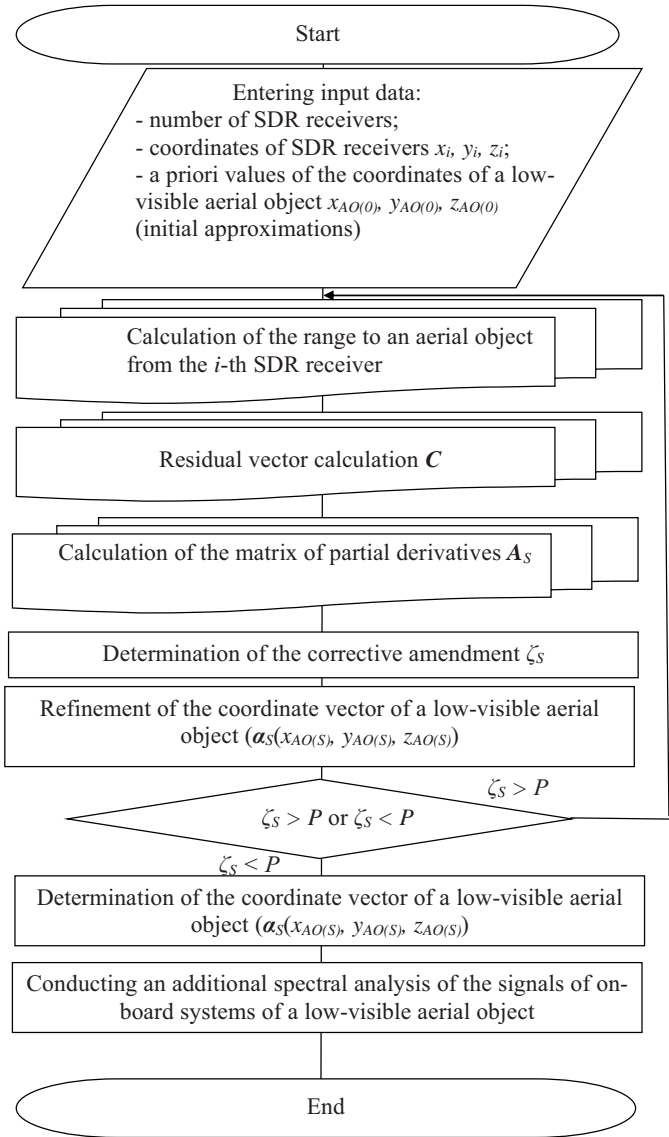 Start
Entering input data:
- number of SDR receivers;
- coordinates of SDR receivers xi, yi, zi;
- a priori values of the coordinates of a low-
visible aerial object xAO(0), yAO(0), zAO(0)
(initial approximations)
Calculation of the range to an aerial object
from the i-th SDR receiver
Residual vector calculation C
Calculation of the matrix of partial derivatives AS
Determination of the corrective amendment ζS
Refinement of the coordinate vector of a low-visible aerial
object (αS(xAO(S), yAO(S), zAO(S))
ζS > P
ζS > P or ζS < P
ζS < P
Determination of the coordinate vector of a low-visible aerial
object (αS(xAO(S), yAO(S), zAO(S))
Conducting an additional spectral analysis of the signals of on-
board systems of a low-visible aerial object
End